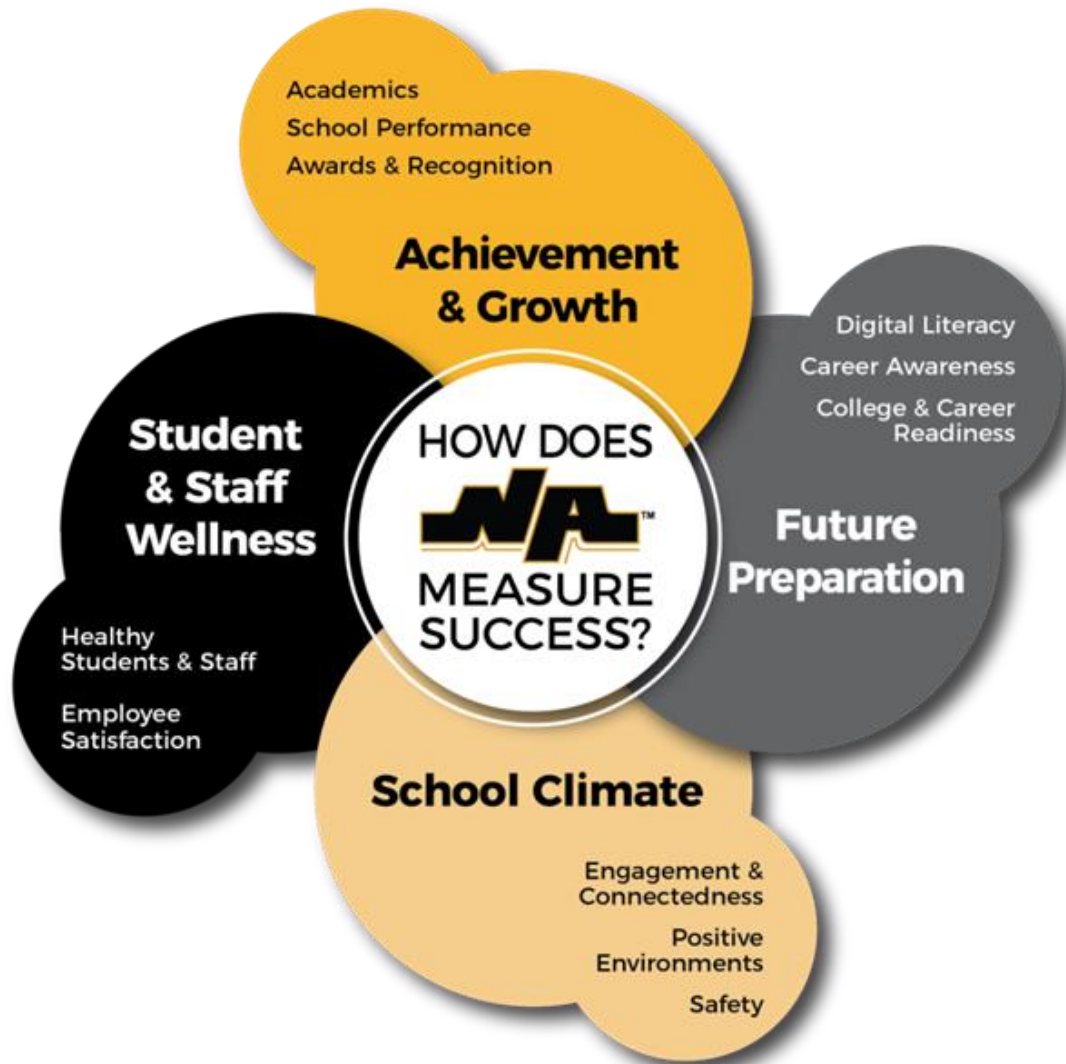 Academics
School Performance
Awards & Recognition
Achievement
& Growth
Digital Literacy
Career Awareness
College & Career
Readiness
Future
Preparation
Student
& Staff
Wellness
Healthy
Students & Staff
Employee
Satisfaction
HOW DOES
NA™
MEASURE
SUCCESS?
School Climate
Engagement &
Connectedness
Positive
Environments
Safety